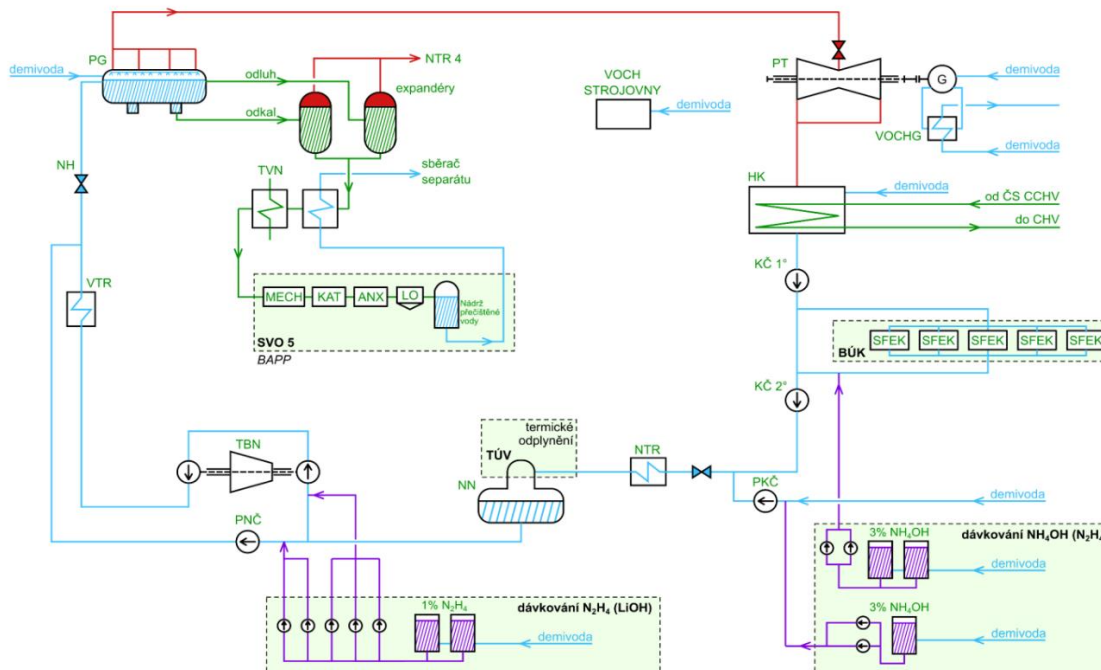 PG
demivoda
odluh
odkal
NTR 4
expandéry
VOCH
STROJOVNY
demivoda
PT
G
demivoda
VOCHG
demivoda
NH
TVN
sběrač
separátu
HK
demivoda
od ČS CCHV
do CHV
VTR
KČ 1°
MECH
KAT
ANX
LO
Nádrž
přečištěné
vody
SVO 5
BAPP
SFEK
SFEK
SFEK
SFEK
SFEK
BÚK
KČ 2°
termické
odplynění
TÚV
NTR
TBN
NN
PNČ
PKČ
demivoda
dávkování NH₄OH (N₂H₄
3% NH₄OH
demivoda
3% NH₄OH
demivoda
dávkování N₂H₄ (LiOH)
1% N₂H₄
demivoda